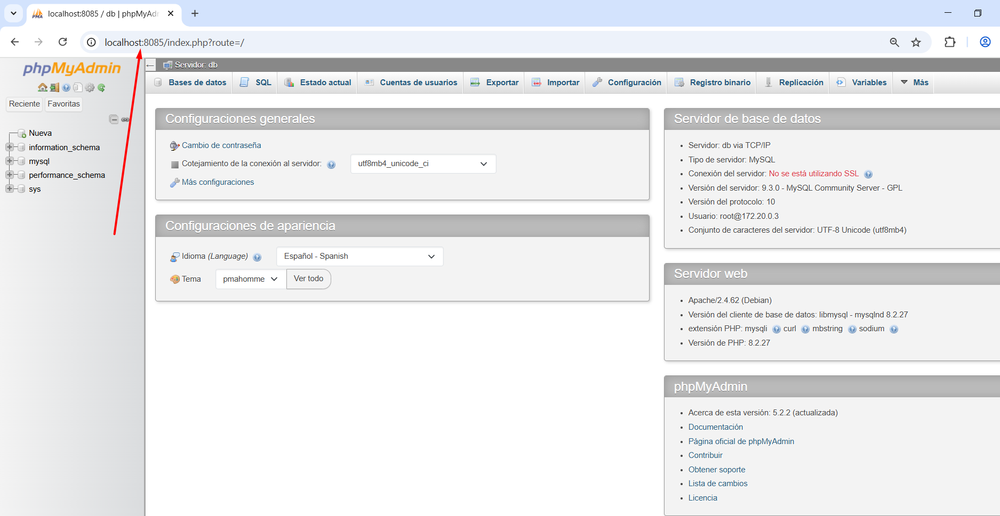 localhost:8085 / db | phpMyAdr
localhost:8085/index.php?route=/
phpMyAdmin
Reciente Favoritas
Nueva
information_schema
mysql
performance_schema
sys
Servidor: db
Bases de datos SQL Estado actual Cuentas de usuarios Exportar Importar Configuración Registro binario Replicación Variables Más
Configuraciones generales
Cambio de contraseña
Cotejamiento de la conexión al servidor: utf8mb4_unicode_ci
Más configuraciones
Configuraciones de apariencia
Idioma (Language) Español - Spanish
Tema pmahomme Ver todo
Servidor de base de datos
Servidor: db via TCP/IP
Tipo de servidor: MySQL
Conexión del servidor: No se está utilizando SSL
Versión del servidor: 9.3.0 - MySQL Community Server - GPL
Versión del protocolo: 10
Usuario: root@172.20.0.3
Conjunto de caracteres del servidor: UTF-8 Unicode (utf8mb4)
Servidor web
Apache/2.4.62 (Debian)
Versión del cliente de base de datos: libmysql - mysqlnd 8.2.27
extensión PHP: mysqli curl mbstring sodium
Versión de PHP: 8.2.27
phpMyAdmin
Acerca de esta versión: 5.2.2 (actualizada)
Documentación
Página oficial de phpMyAdmin
Contribuir
Obtener soporte
Lista de cambios
Licencia